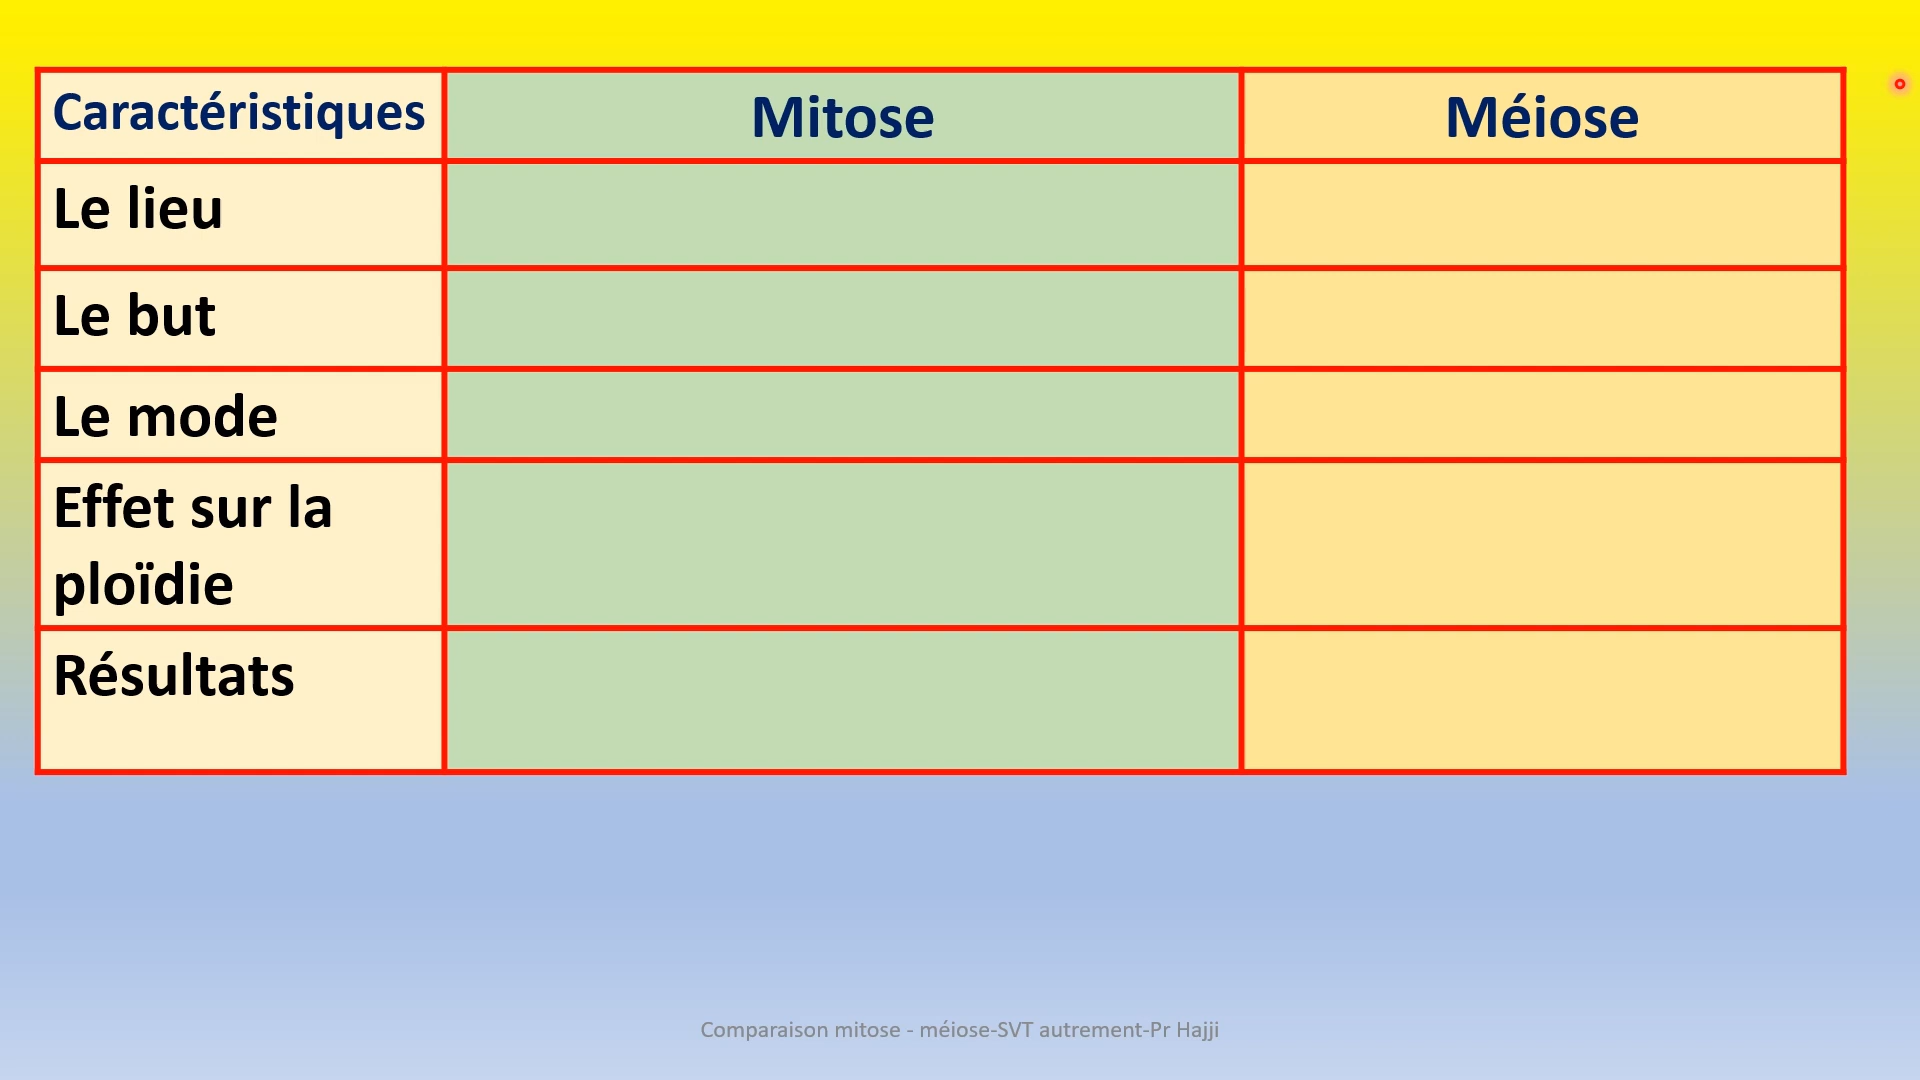 Caractéristiques
Mitose
Méiose
Le lieu
Le but
Le mode
Effet sur la
ploïdie
Résultats
Comparaison mitose - méiose-SVT autrement-Pr Hajji